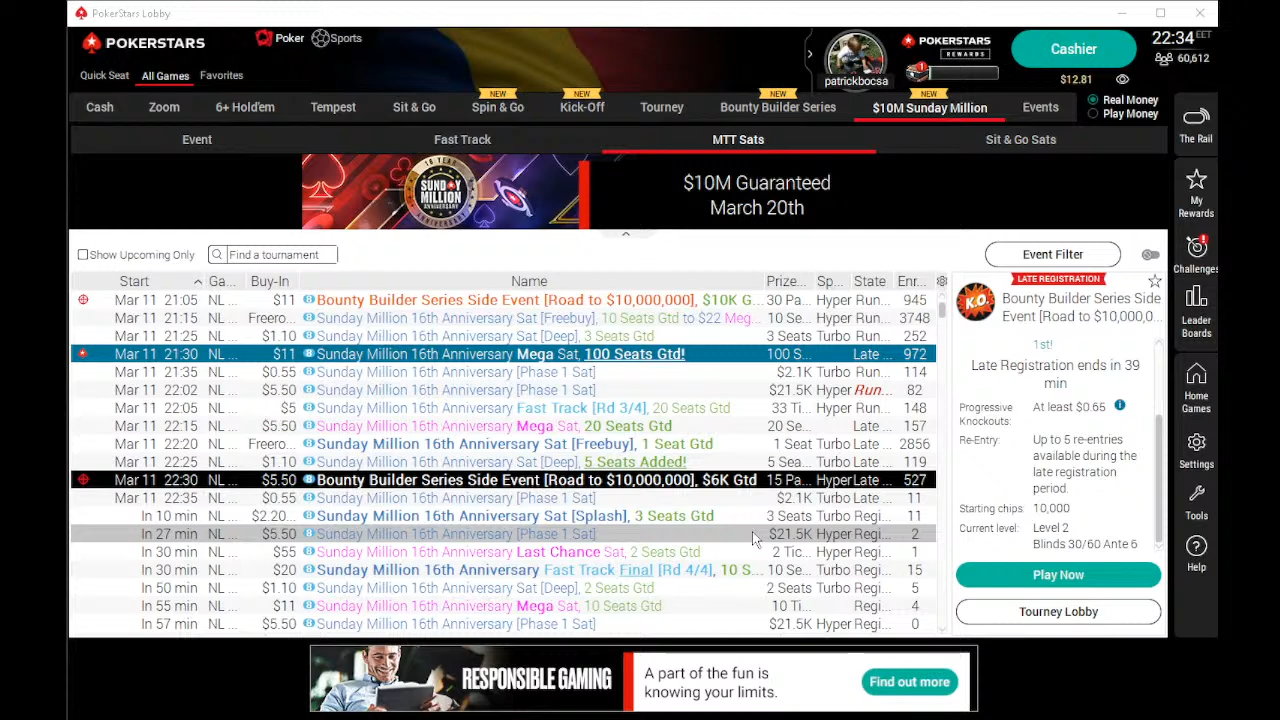 PokerStars Lobby
POKERSTARS
Poker
Sports
Quick Seat
All Games
Favorites
patrickbocsa
POKERSTARS
REWARDS
1
Cashier
$12.81
22:34 EET
60,612
NEW
NEW
NEW
NEW
Cash
Zoom
6+ Hold'em
Tempest
Sit & Go
Spin & Go
Kick-Off
Tourney
Bounty Builder Series
$10M Sunday Million
Events
Real Money
Play Money
Event
Fast Track
MTT Sats
Sit & Go Sats
16 YEAR
SUNDAY
MILLION
ANNIVERSARY
$10M Guaranteed
March 20th
Show Upcoming Only
Find a tournament
Event Filter
Start Ga... Buy-In Name Prize... Sp... State Enr...
Mar 11 21:05 NL ... $11 Bounty Builder Series Side Event [Road to $10,000,000], $10K G... 30 Pa... Hyper Run... 945
Mar 11 21:15 NL ... Freebu... Sunday Million 16th Anniversary Sat [Freebuy], 10 Seats Gtd to $22 Meg... 10 Se... Hyper Run... 3748
Mar 11 21:25 NL ... $1.10 Sunday Million 16th Anniversary Sat [Deep], 3 Seats Gtd 3 Seats Turbo Run... 252
Mar 11 21:30 NL ... $11 Sunday Million 16th Anniversary Mega Sat, 100 Seats Gtd! 100 S... Late ... 972
Mar 11 21:35 NL ... $0.55 Sunday Million 16th Anniversary [Phase 1 Sat] $2.1K Turbo Run... 114
Mar 11 22:02 NL ... $5.50 Sunday Million 16th Anniversary [Phase 1 Sat] $21.5K Hyper Run... 82
Mar 11 22:05 NL ... $5 Sunday Million 16th Anniversary Fast Track [Rd 3/4], 20 Seats Gtd 33 Ti... Hyper Run... 148
Mar 11 22:15 NL ... $5.50 Sunday Million 16th Anniversary Mega Sat, 20 Seats Gtd 20 Se... Hyper Late ... 157
Mar 11 22:20 NL ... Freero... Sunday Million 16th Anniversary Sat [Freebuy], 1 Seat Gtd 1 Seat Turbo Late ... 2856
Mar 11 22:25 NL ... $1.10 Sunday Million 16th Anniversary Sat [Deep], 5 Seats Added! 5 Sea... Turbo Late ... 119
Mar 11 22:30 NL ... $5.50 Bounty Builder Series Side Event [Road to $10,000,000], $6K Gtd 15 Pa... Hyper Late ... 527
Mar 11 22:35 NL ... $0.55 Sunday Million 16th Anniversary [Phase 1 Sat] $2.1K Turbo Late ... 11
In 10 min NL ... $2.20... Sunday Million 16th Anniversary Sat [Splash], 3 Seats Gtd 3 Seats Turbo Regi... 11
In 27 min NL ... $5.50 Sunday Million 16th Anniversary [Phase 1 Sat] $21.5K Hyper Regi... 2
In 30 min NL ... $55 Sunday Million 16th Anniversary Last Chance Sat, 2 Seats Gtd 2 Tic... Hyper Regi... 1
In 30 min NL ... $20 Sunday Million 16th Anniversary Fast Track Final [Rd 4/4], 10 S... 10 Se... Hyper Regi... 15
In 50 min NL ... $1.10 Sunday Million 16th Anniversary Sat [Deep], 2 Seats Gtd 2 Seats Turbo Regi... 5
In 55 min NL ... $11 Sunday Million 16th Anniversary Mega Sat, 10 Seats Gtd 10 Ti... Regi... 4
In 57 min NL ... $5.50 Sunday Million 16th Anniversary [Phase 1 Sat] $21.5K Hyper Regi... 0
LATE REGISTRATION
K.O.
Bounty Builder Series Side
Event [Road to $10,000,0...
1st!
Late Registration ends in 39
min
Progressive
Knockouts:
At least $0.65
Re-Entry:
Up to 5 re-entries
available during the
late registration
period.
Starting chips:
10,000
Current level:
Level 2
Blinds 30/60 Ante 6
Play Now
Tourney Lobby
The Rail
My
Rewards
Challenges
Leader
Boards
Home
Games
Settings
Tools
Help
RESPONSIBLE GAMING
A part of the fun is
knowing your limits.
Find out more